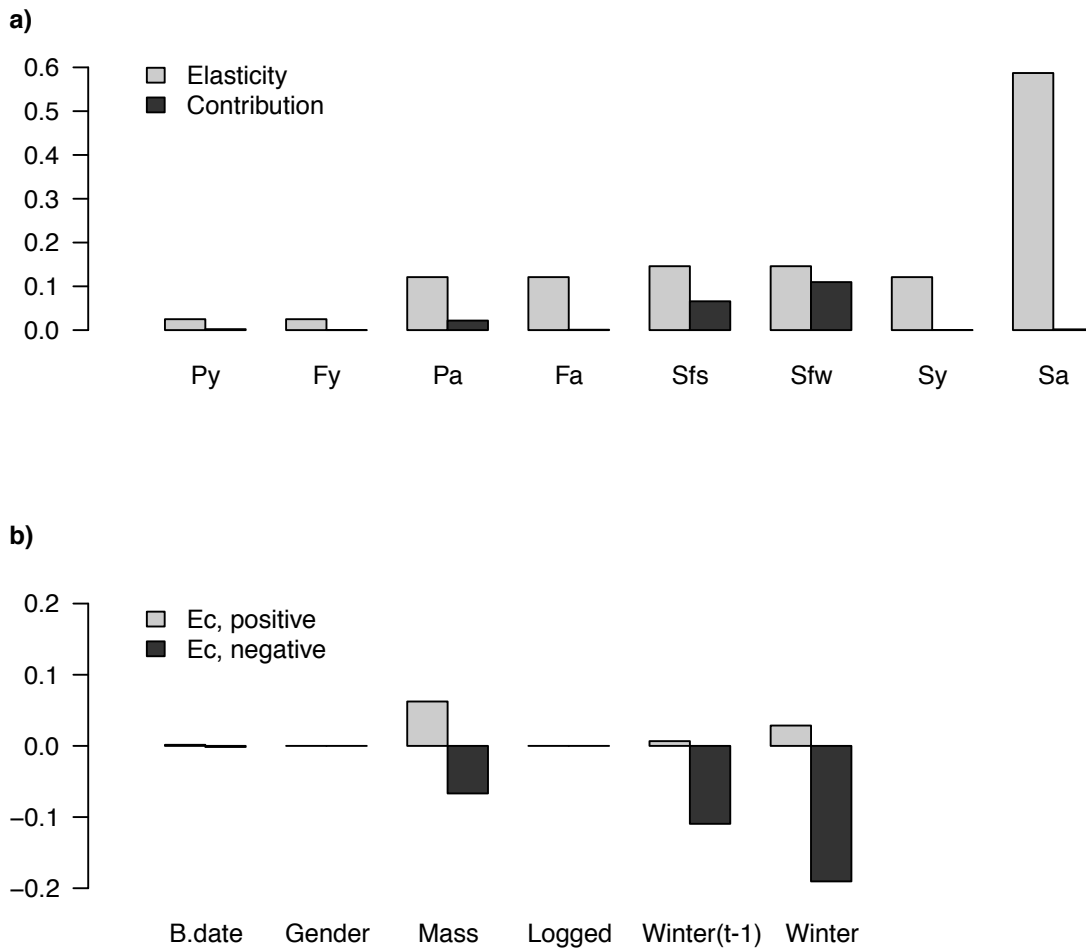 a)
0.6
0.5
0.4
0.3
0.2
0.1
0.0
Elasticity
Contribution
Py Fy Pa Fa Sfs Sfw Sy Sa
b)
0.2
0.1
0.0
−0.1
−0.2
Ec, positive
Ec, negative
B.date Gender Mass Logged Winter(t-1) Winter